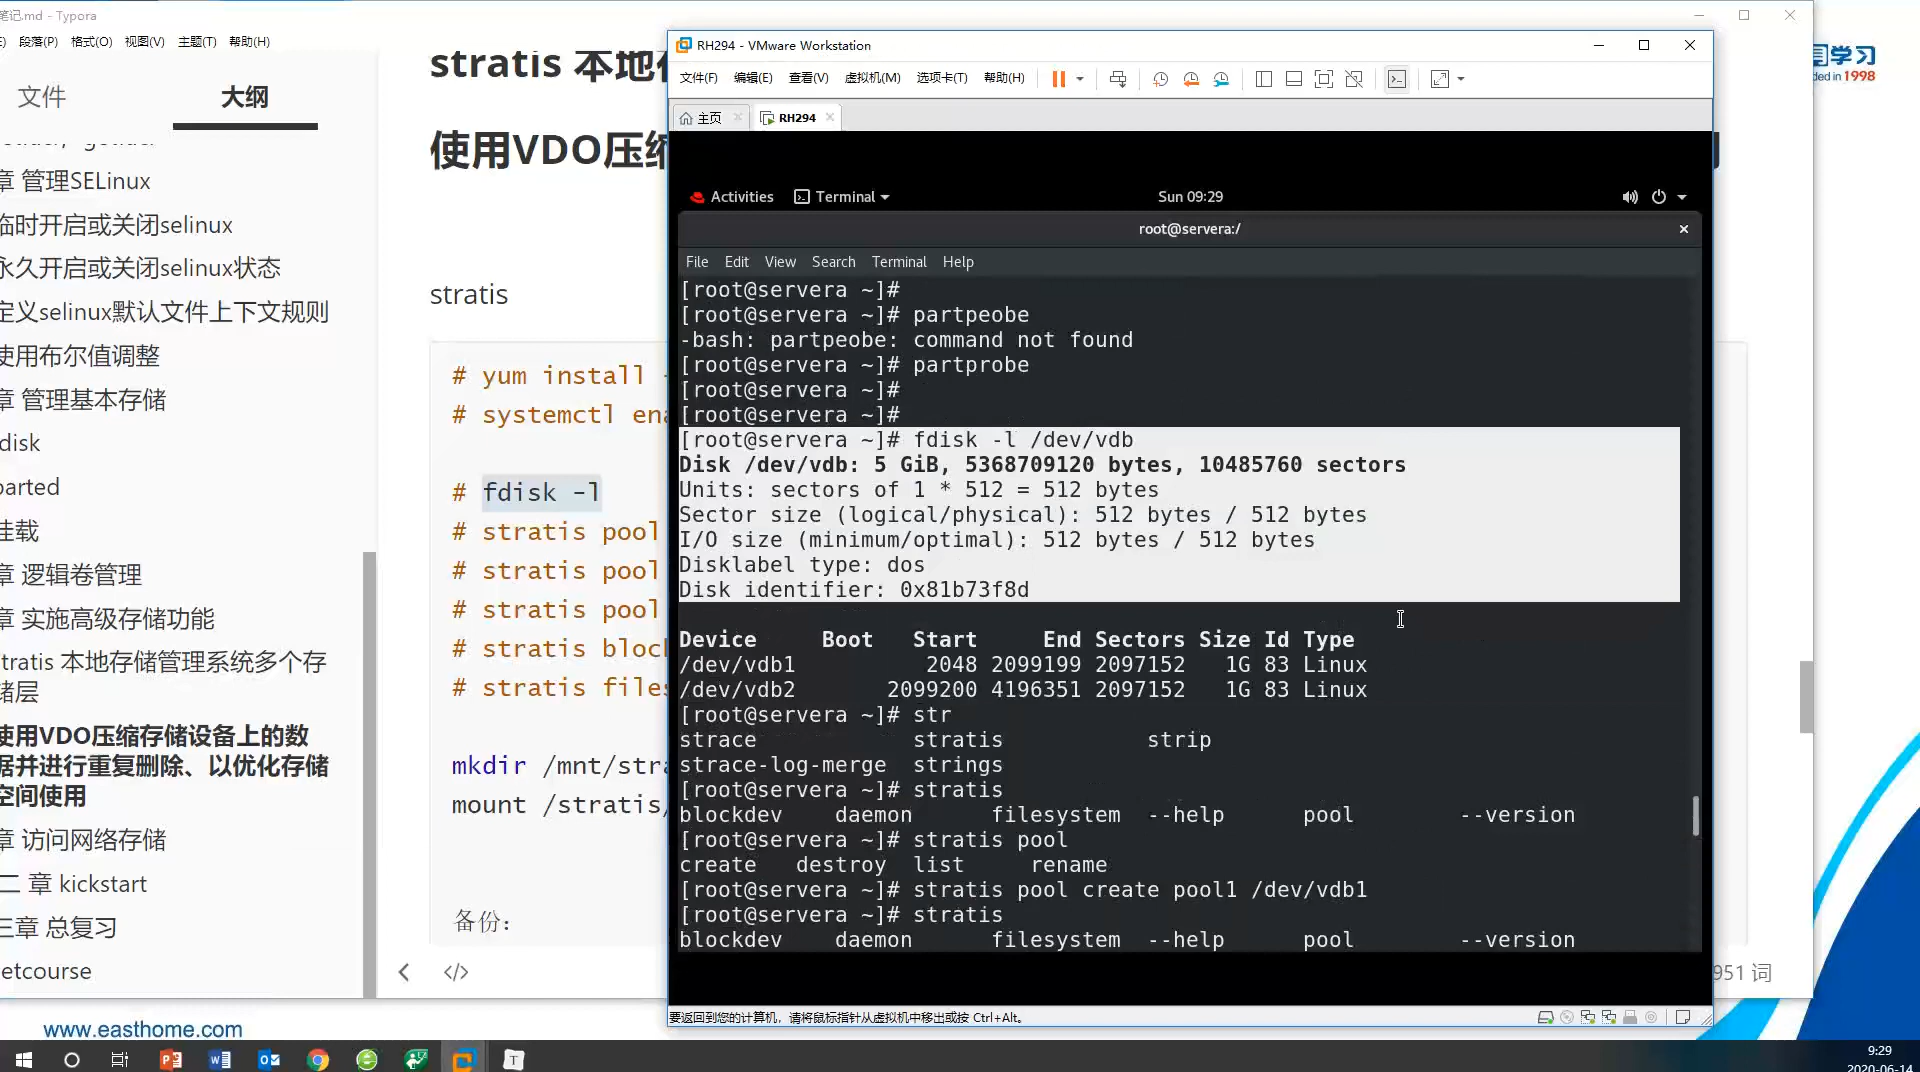 笔记.md - Typora
段落(P) 格式(O) 视图(V) 主题(T) 帮助(H)
文件 大纲
章 管理SELinux
临时开启或关闭selinux
永久开启或关闭selinux状态
定义selinux默认文件上下文规则
使用布尔值调整
章 管理基本存储
disk
parted
挂载
章 逻辑卷管理
章 实施高级存储功能
tratis 本地存储管理系统多个存
储层
使用VDO压缩存储设备上的数
据并进行重复删除、以优化存储
空间使用
章 访问网络存储
二 章 kickstart
三章 总复习
etcourse
www.easthome.com
stratis 本地
使用VDO压缩
stratis
# yum install
# systemctl ena
# fdisk -l
# stratis pool
# stratis pool
# stratis pool
# stratis bloc
# stratis files
mkdir /mnt/stra
mount /stratis/
备份:
951 词
学习
ded in 1998
RH294 - VMware Workstation
文件(F) 编辑(E) 查看(V) 虚拟机(M) 选项卡(T) 帮助(H)
主页 RH294
Activities Terminal Sun 09:29
root@servera:/
File Edit View Search Terminal Help
[root@servera ~]#
[root@servera ~]# partpeobe
-bash: partpeobe: command not found
[root@servera ~]# partprobe
[root@servera ~]#
[root@servera ~]#
[root@servera ~]# fdisk -l /dev/vdb
Disk /dev/vdb: 5 GiB, 5368709120 bytes, 10485760 sectors
Units: sectors of 1 * 512 = 512 bytes
Sector size (logical/physical): 512 bytes / 512 bytes
I/O size (minimum/optimal): 512 bytes / 512 bytes
Disklabel type: dos
Disk identifier: 0x81b73f8d
Device Boot Start End Sectors Size Id Type
/dev/vdb1 2048 2099199 2097152 1G 83 Linux
/dev/vdb2 2099200 4196351 2097152 1G 83 Linux
[root@servera ~]# str
strace stratis strip
strace-log-merge strings
[root@servera ~]# stratis
blockdev daemon filesystem --help pool --version
[root@servera ~]# stratis pool
create destroy list rename
[root@servera ~]# stratis pool create pool1 /dev/vdb1
[root@servera ~]# stratis
blockdev daemon filesystem --help pool --version
要返回到您的计算机，请将鼠标指针从虚拟机中移出或按 Ctrl+Alt。
9:29
2020-06-14